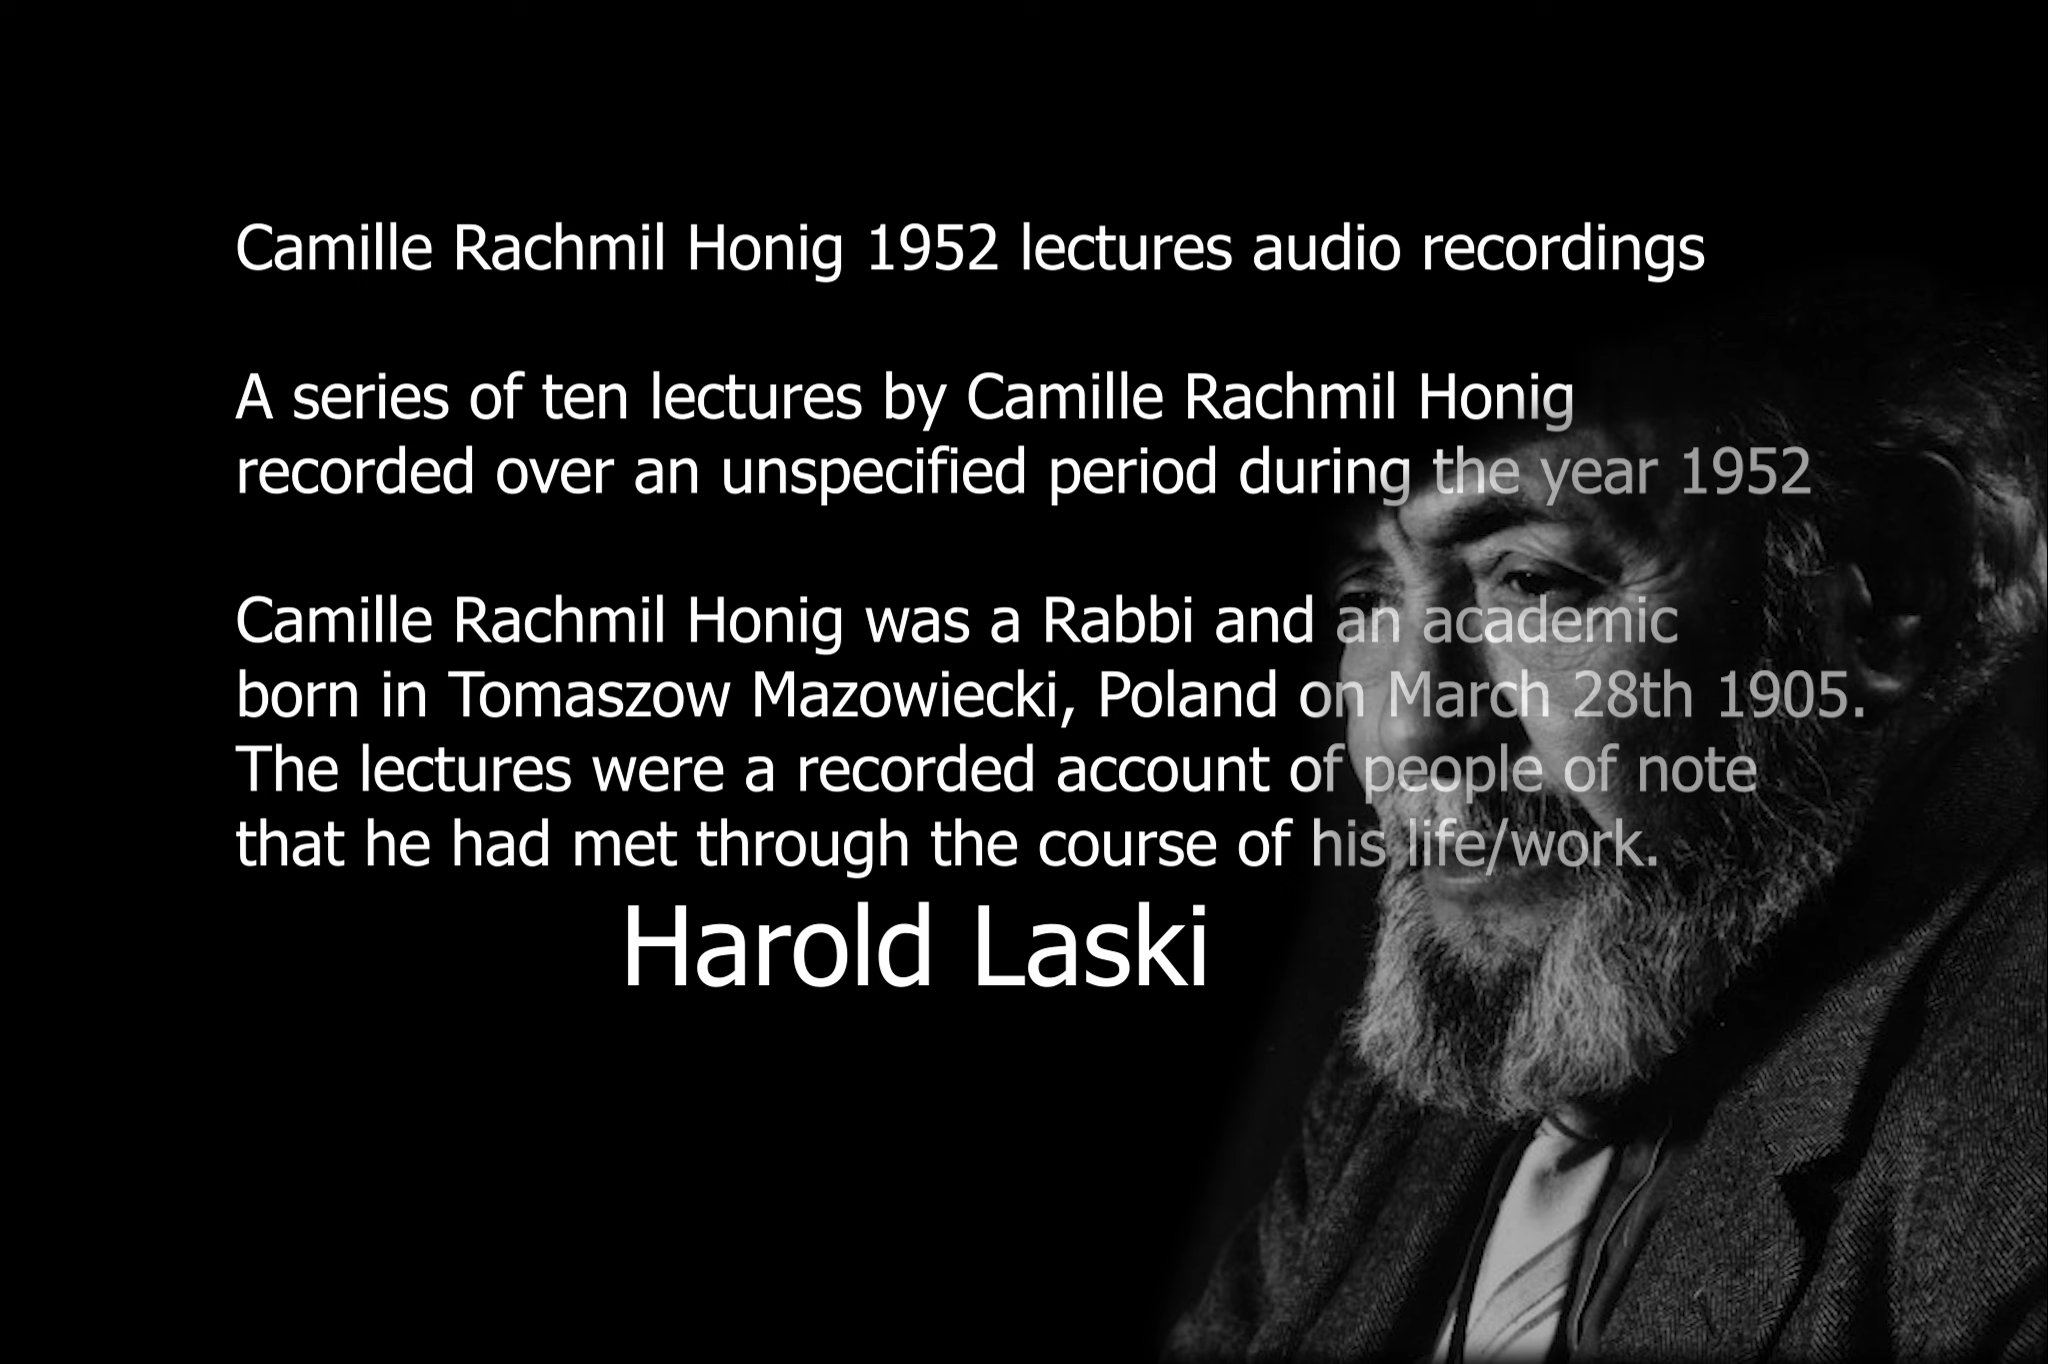 Camille Rachmil Honig 1952 lectures audio recordings
A series of ten lectures by Camille Rachmil Honig
recorded over an unspecified period during the year 1952
Camille Rachmil Honig was a Rabbi and an academic
born in Tomaszow Mazowiecki, Poland on March 28th 1905.
The lectures were a recorded account of people of note
that he had met through the course of his life/work.
Harold Laski